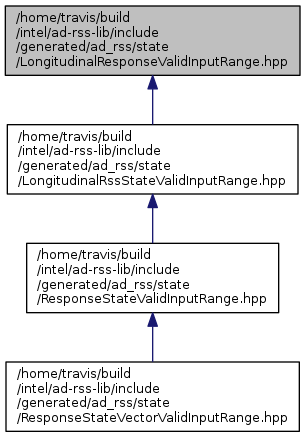 /home/travis/build
/intel/ad-rss-lib/include
/generated/ad_rss/state
/LongitudinalResponseValidInputRange.hpp
/home/travis/build
/intel/ad-rss-lib/include
/generated/ad_rss/state
/LongitudinalRssStateValidInputRange.hpp
/home/travis/build
/intel/ad-rss-lib/include
/generated/ad_rss/state
/ResponseStateValidInputRange.hpp
/home/travis/build
/intel/ad-rss-lib/include
/generated/ad_rss/state
/ResponseStateVectorValidInputRange.hpp